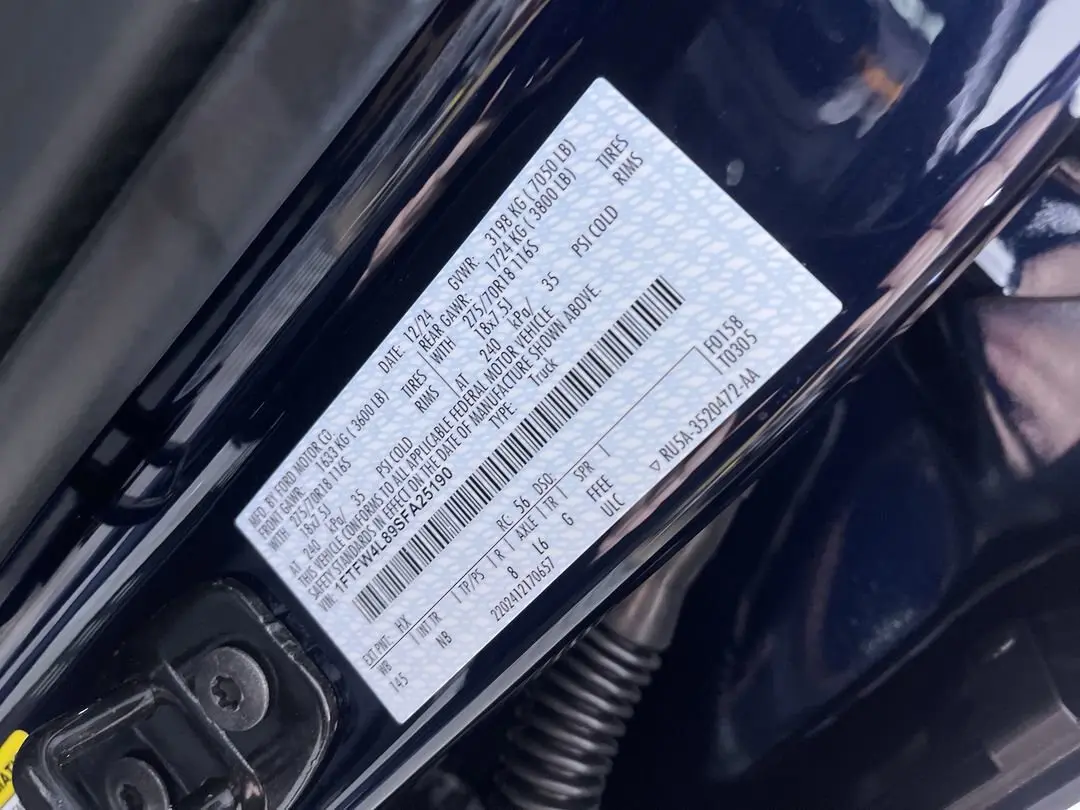 MFD. BY FORD MOTOR CO.
DATE: 12/24 GVWR: 3198 KG ( 7050 LB)
FRONT GAWR: 1633 KG ( 3600 LB) REAR GAWR: 1724 KG ( 3800 LB)
275/70R18 116S TIRES WITH 275/70R18 116S TIRES
18x7.5J RIMS 18x7.5J RIMS
AT 240 kPa/ 35 PSI COLD AT 240 kPa/ 35 PSI COLD
THIS VEHICLE CONFORMS TO ALL APPLICABLE FEDERAL MOTOR VEHICLE
SAFETY STANDARDS IN EFFECT ON THE DATE OF MANUFACTURE SHOWN ABOVE.
VIN: 1FTFW4L89SFA25190 TYPE Truck
EXT PNT: HX RC: 56 DSO: F0158
WB | INT TR | TP/PS | R | AXLE | TR | SPR | T0305
145 NB 8 L6 G FFEE
2202412170657 ULC ▽ RU5A-3520472-AA